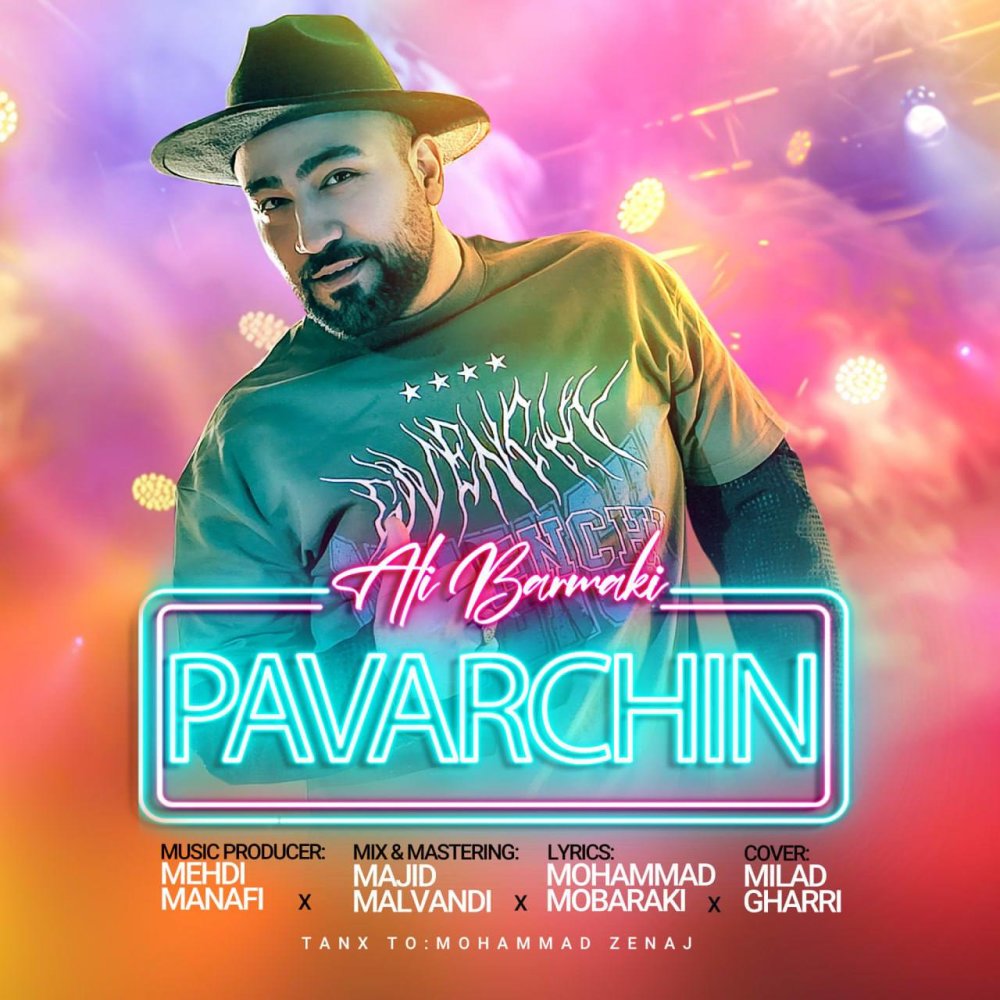 Ali Barmaki
PAVARCHIN
MUSIC PRODUCER:
MEHDI
MANAFI
x
MIX & MASTERING:
MAJID
MALVANDI
x
LYRICS:
MOHAMMAD
MOBARAKI
x
COVER:
MILAD
GHARRI
TANX TO:MOHAMMAD ZENAJ